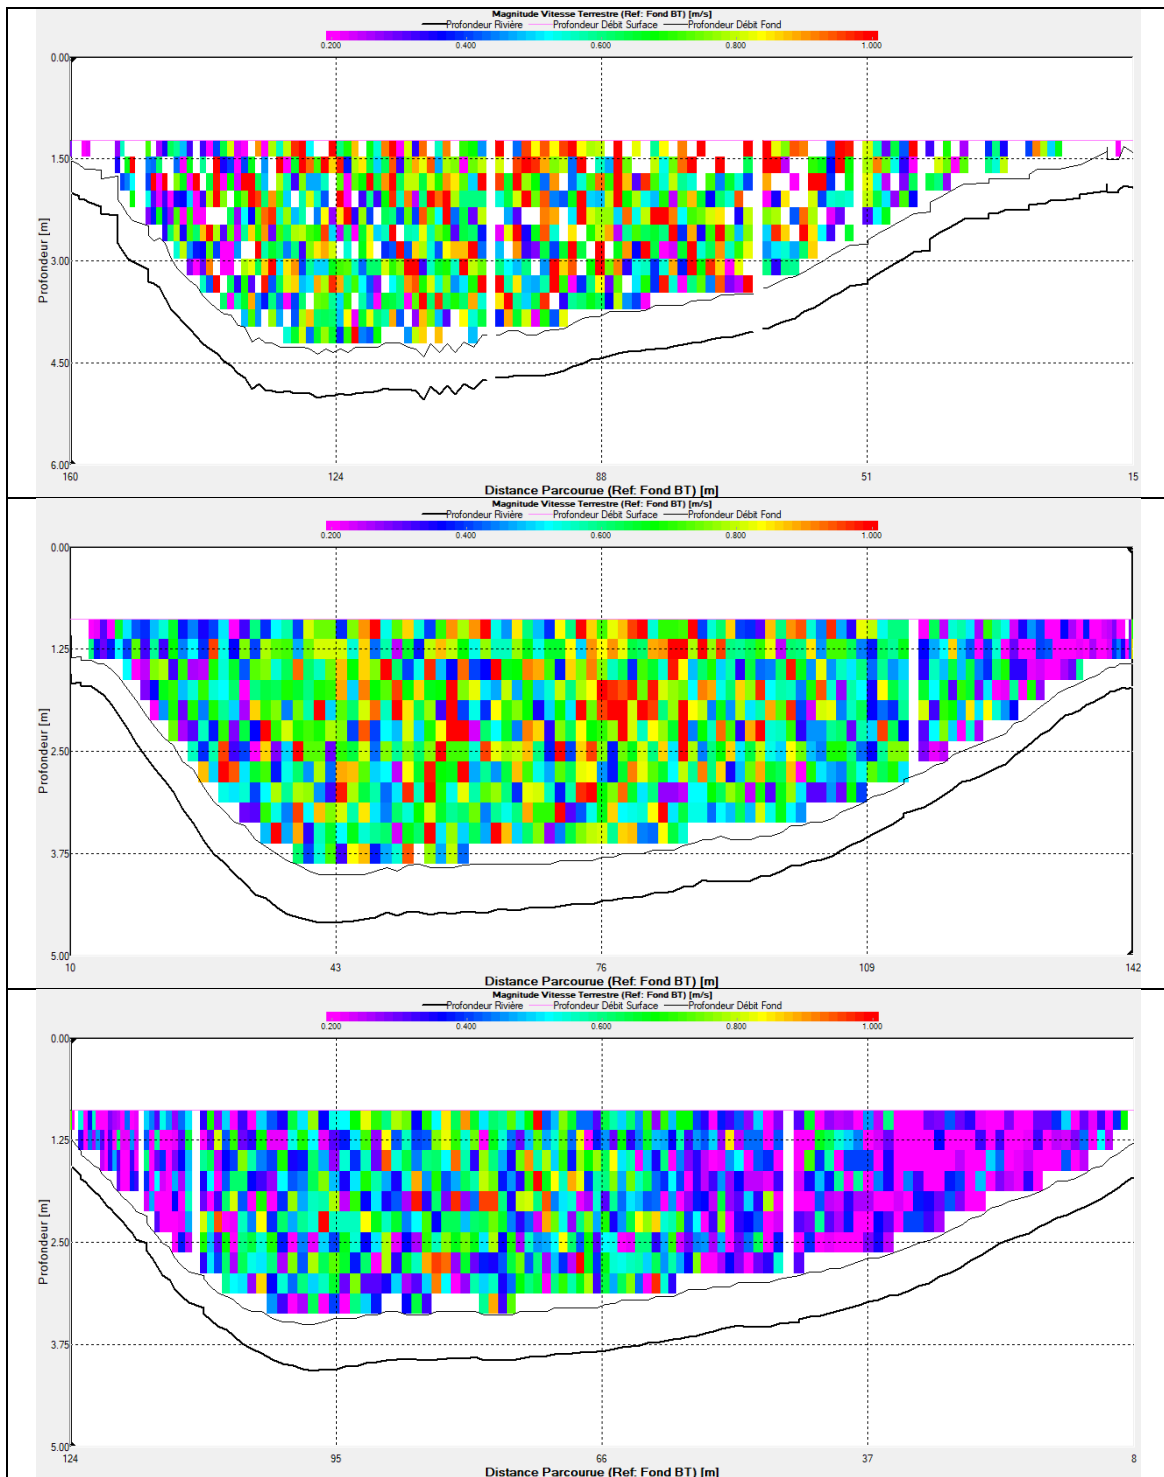 Magnitude Vitesse Terrestre (Ref: Fond BT) [m/s]
Profondeur Rivière Profondeur Débit Surface Profondeur Débit Fond
0.200 0.400 0.600 0.800 1.000
0.00
1.50
3.00
4.50
6.00
Profondeur [m]
160 124 88 51 15
Distance Parcourue (Ref: Fond BT) [m]
Magnitude Vitesse Terrestre (Ref: Fond BT) [m/s]
Profondeur Rivière Profondeur Débit Surface Profondeur Débit Fond
0.200 0.400 0.600 0.800 1.000
0.00
1.25
2.50
3.75
5.00
Profondeur [m]
10 43 76 109 142
Distance Parcourue (Ref: Fond BT) [m]
Magnitude Vitesse Terrestre (Ref: Fond BT) [m/s]
Profondeur Rivière Profondeur Débit Surface Profondeur Débit Fond
0.200 0.400 0.600 0.800 1.000
0.00
1.25
2.50
3.75
5.00
Profondeur [m]
124 95 66 37 8
Distance Parcourue (Ref: Fond BT) [m]